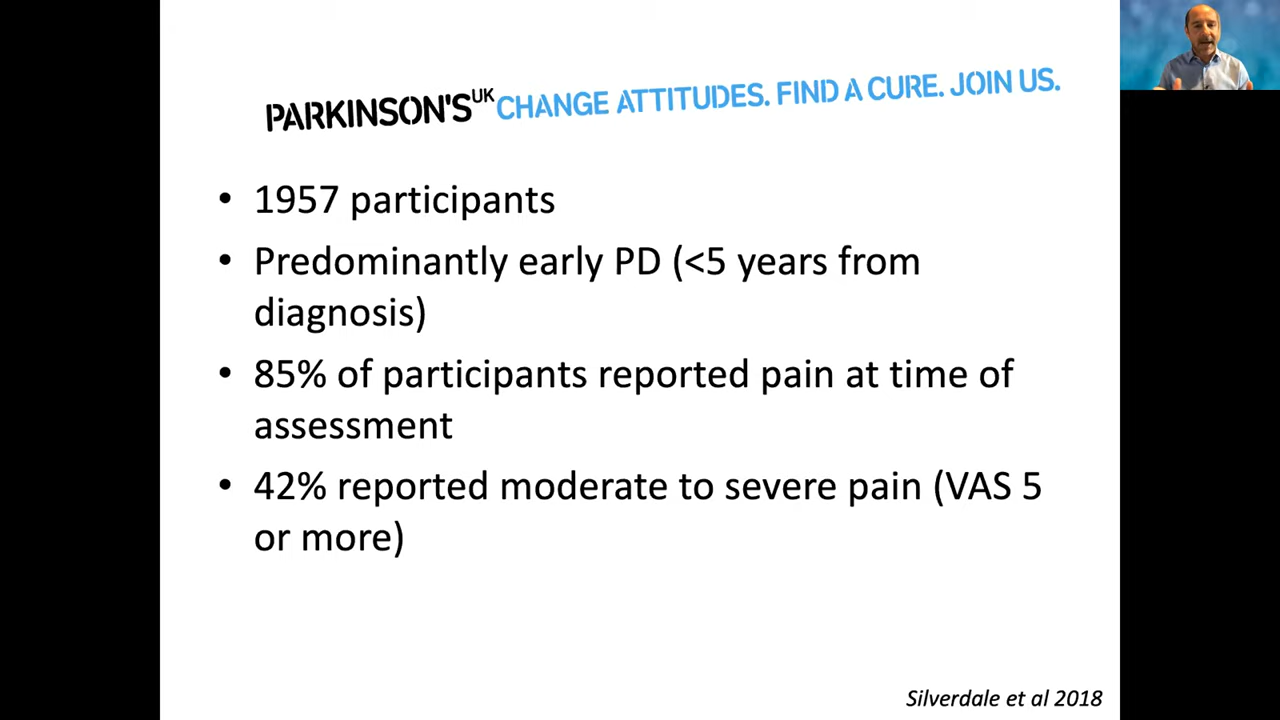 PARKINSON'S UK CHANGE ATTITUDES. FIND A CURE. JOIN US.
• 1957 participants
• Predominantly early PD (<5 years from
diagnosis)
• 85% of participants reported pain at time of
assessment
• 42% reported moderate to severe pain (VAS 5
or more)
Silverdale et al 2018